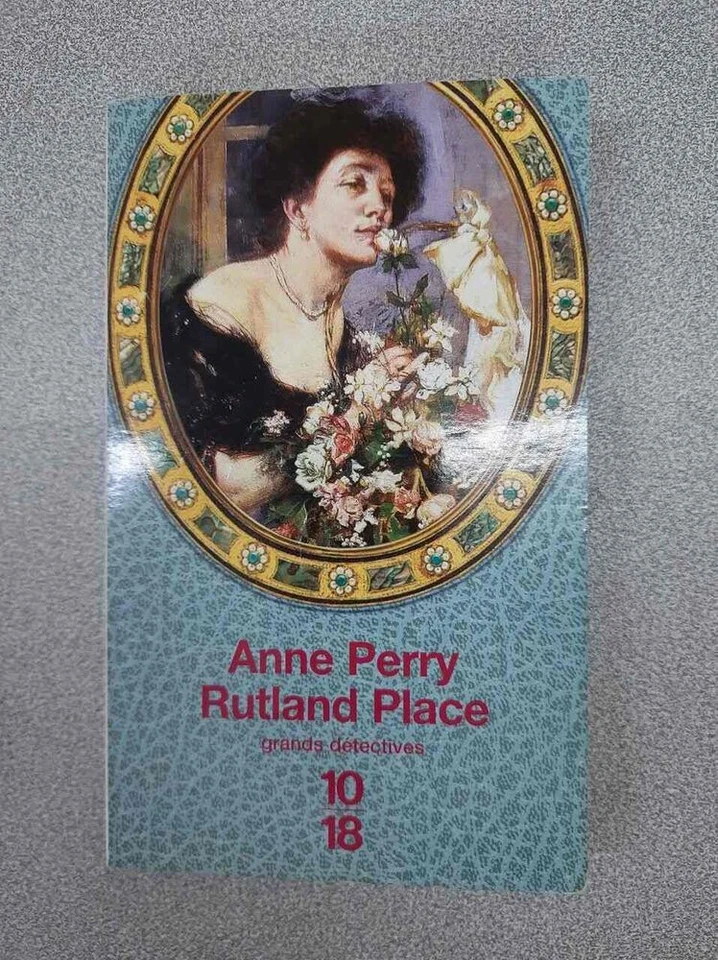 Anne Perry
Rutland Place
grands détectives
10
18